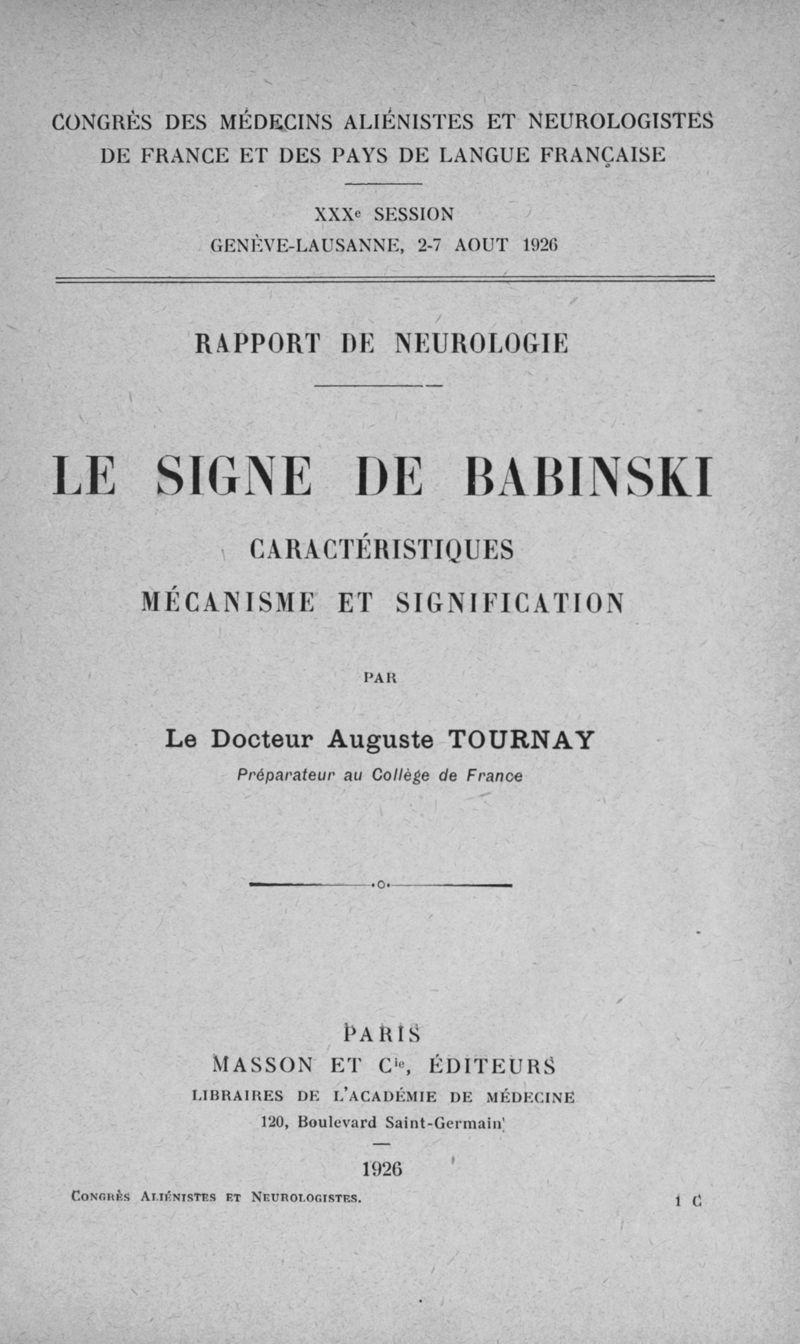 CONGRÈS DES MÉDECINS ALIÉNISTES ET NEUROLOGISTES
DE FRANCE ET DES PAYS DE LANGUE FRANÇAISE
XXXe SESSION
GENÈVE-LAUSANNE, 2-7 AOUT 1926
RAPPORT DE NEUROLOGIE
LE SIGNE DE BABINSKI
CARACTÉRISTIQUES
MÉCANISME ET SIGNIFICATION
PAR
Le Docteur Auguste TOURNAY
Préparateur au Collège de France
PARIS
MASSON ET Cie, ÉDITEURS
LIBRAIRES DE L'ACADÉMIE DE MÉDECINE
120, Boulevard Saint-Germain
1926
CONGRÈS ALIÉNISTES ET NEUROLOGISTES. 1 C